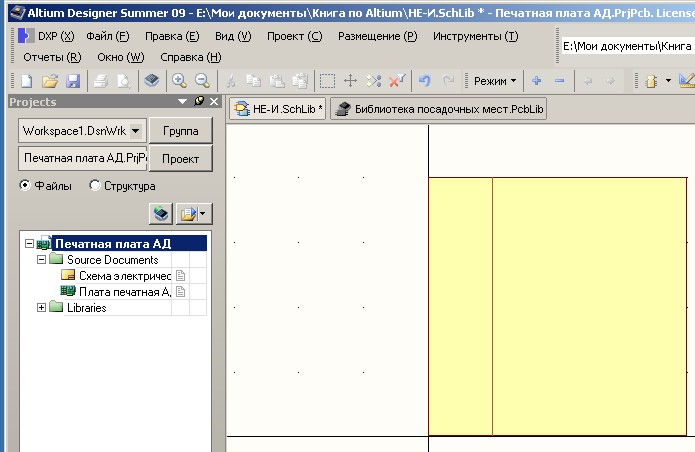 Altium Designer Summer 09 - E:\Мои документы\Книга по Altium\НЕ-И.SchLib * - Печатная плата АД.PrjPcb. License
DXP (X) Файл (F) Правка (E) Вид (V) Проект (C) Размещение (P) Инструменты (T)
E:\Мои документы\Книга
Отчеты (R) Окно (W) Справка (H)
Режим
Projects
НЕ-И.SchLib *
Библиотека посадочных мест.PcbLib
Workspace1.DsnWrk
Группа
Печатная плата АД.PrjP
Проект
Файлы Структура
Печатная плата АД
Source Documents
Схема электричес
Плата печатная А
Libraries